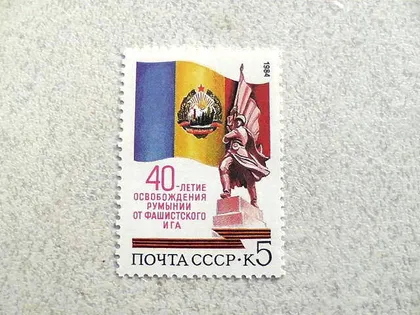 1984
40-ЛЕТИЕ
ОСВОБОЖДЕНИЯ
РУМЫНИИ
ОТ ФАШИСТСКОГО
ИГА
ПОЧТА СССР·К5